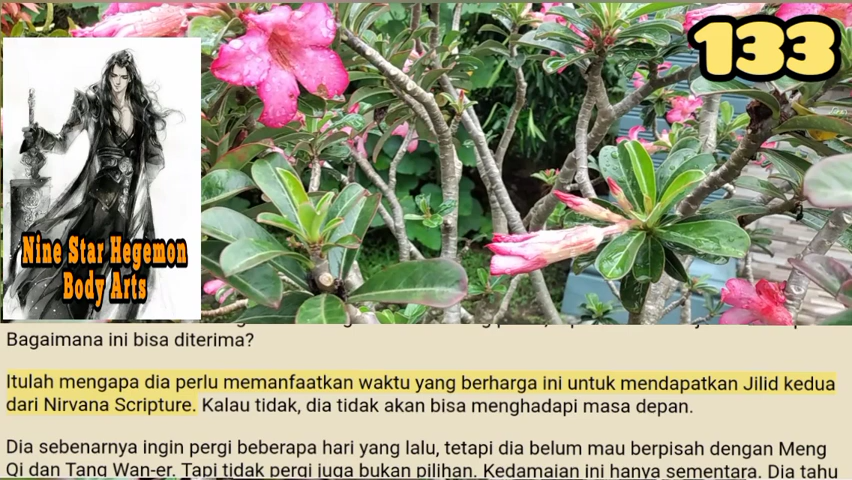 133
Nine Star Hegemon
Body Arts
Bagaimana ini bisa diterima?
Itulah mengapa dia perlu memanfaatkan waktu yang berharga ini untuk mendapatkan Jilid kedua
dari Nirvana Scripture. Kalau tidak, dia tidak akan bisa menghadapi masa depan.
Dia sebenarnya ingin pergi beberapa hari yang lalu, tetapi dia belum mau berpisah dengan Meng
Qi dan Tang Wan-er. Tapi tidak pergi juga bukan pilihan. Kedamaian ini hanya sementara. Dia tahu